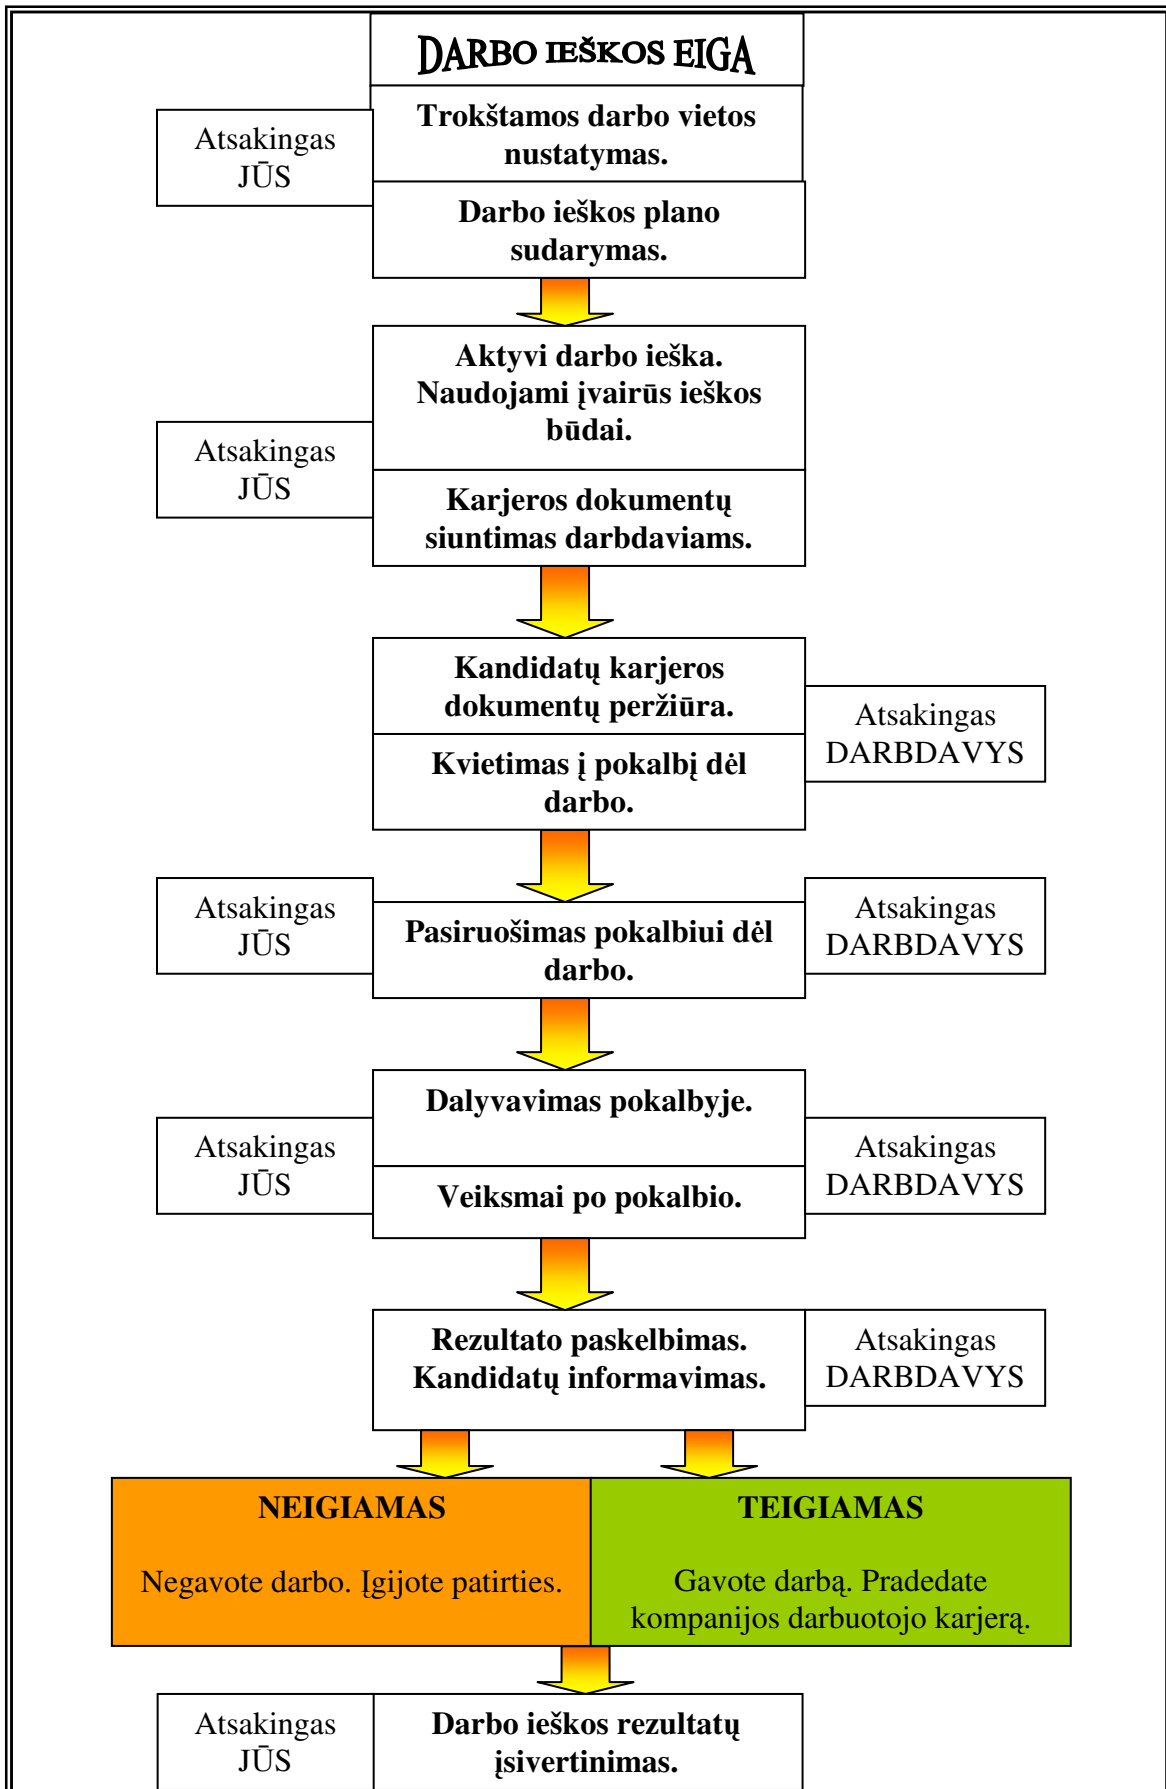 DARBO IEŠKOS EIGA
Trokštamos darbo vietos
nustatymas.
Atsakingas
JŪS
Darbo ieškos plano
sudarymas.
Aktyvi darbo ieška.
Naudojami įvairūs ieškos
būdai.
Atsakingas
JŪS
Karjeros dokumentų
siuntimas darbdaviams.
Kandidatų karjeros
dokumentų peržiūra.
Atsakingas
DARBDAVYS
Kvietimas į pokalbį dėl
darbo.
Atsakingas
JŪS
Pasiruošimas pokalbiui dėl
darbo.
Atsakingas
DARBDAVYS
Dalyvavimas pokalbyje.
Atsakingas
JŪS
Atsakingas
DARBDAVYS
Veiksmai po pokalbio.
Rezultato paskelbimas.
Kandidatų informavimas.
Atsakingas
DARBDAVYS
NEIGIAMAS
Negavote darbo. Įgijote patirties.
TEIGIAMAS
Gavote darbą. Pradedate
kompanijos darbuotojo karjerą.
Atsakingas
JŪS
Darbo ieškos rezultatų
įsivertinimas.